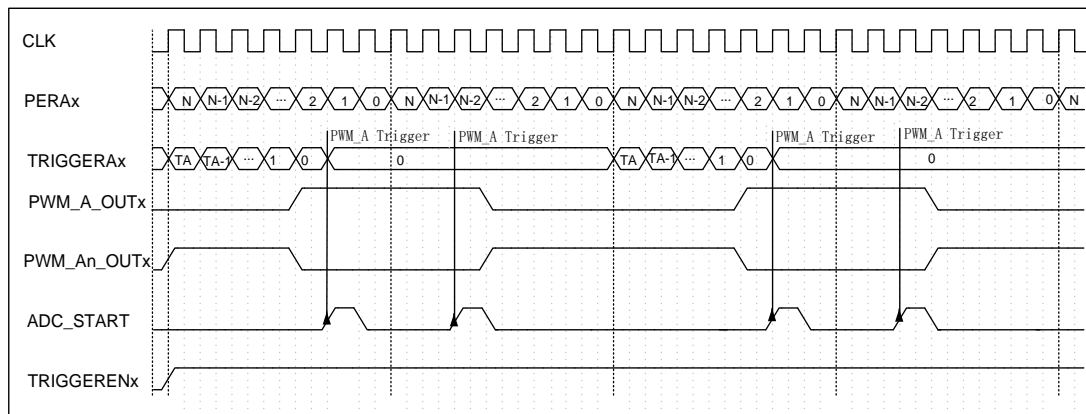 CLK
PERAx N N-1 N-2 ... 2 1 0 N N-1 N-2 ... 2 1 0 N N-1 N-2 ... 2 1 0 N N-1 N-2 ... 2 1 0 N
PWM_A Trigger PWM_A Trigger PWM_A Trigger PWM_A Trigger
TRIGGERAx TA TA-1 ... 1 0 0 TA TA-1 ... 1 0 0
PWM_A_OUTx
PWM_An_OUTx
ADC_START
TRIGGERENx